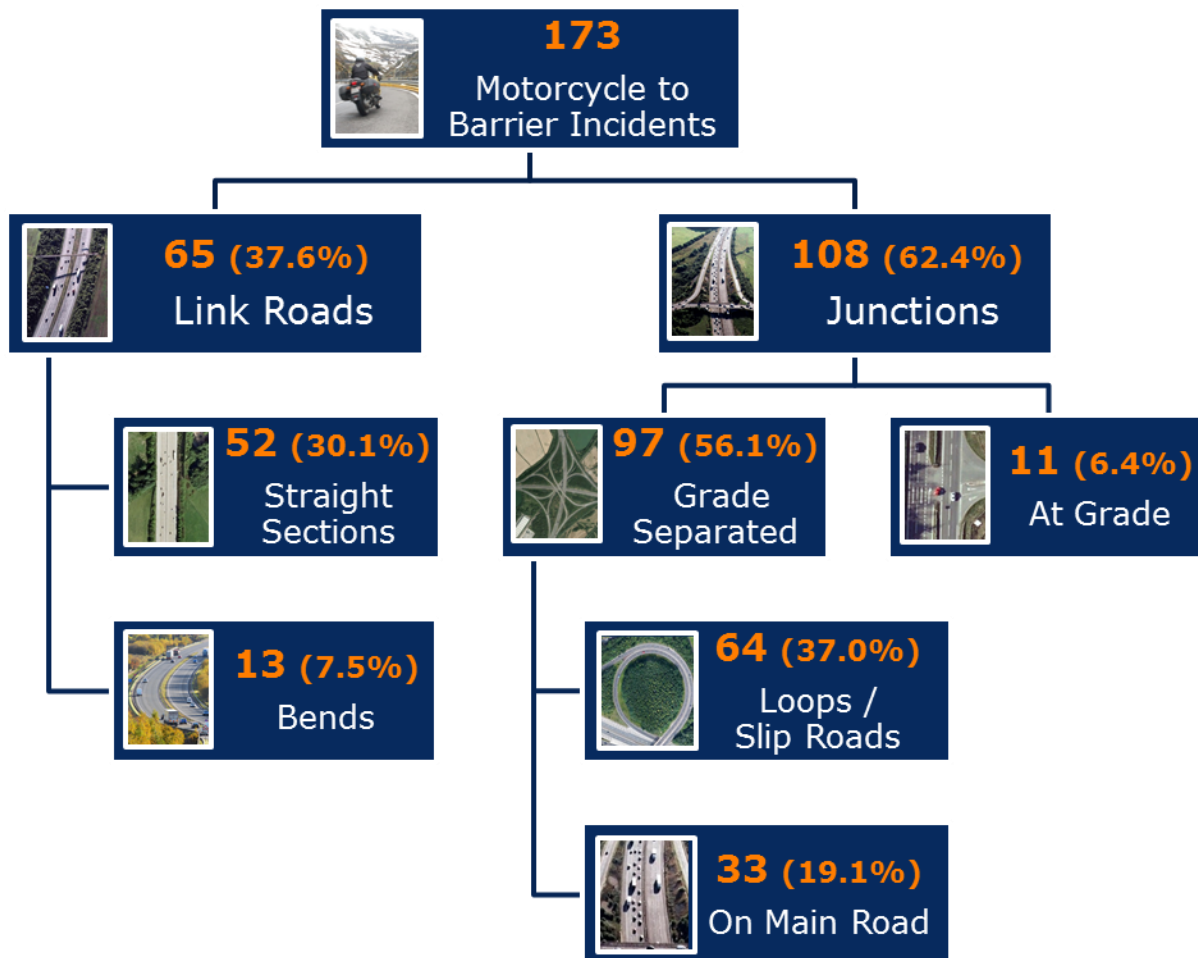 173
Motorcycle to
Barrier Incidents
65 (37.6%)
Link Roads
108 (62.4%)
Junctions
52 (30.1%)
Straight
Sections
97 (56.1%)
Grade
Separated
11 (6.4%)
At Grade
13 (7.5%)
Bends
64 (37.0%)
Loops /
Slip Roads
33 (19.1%)
On Main Road